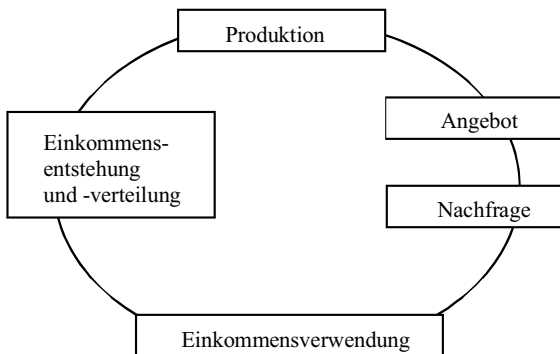 Produktion
Angebot
Einkommens-
entstehung
und -verteilung
Nachfrage
Einkommensverwendung